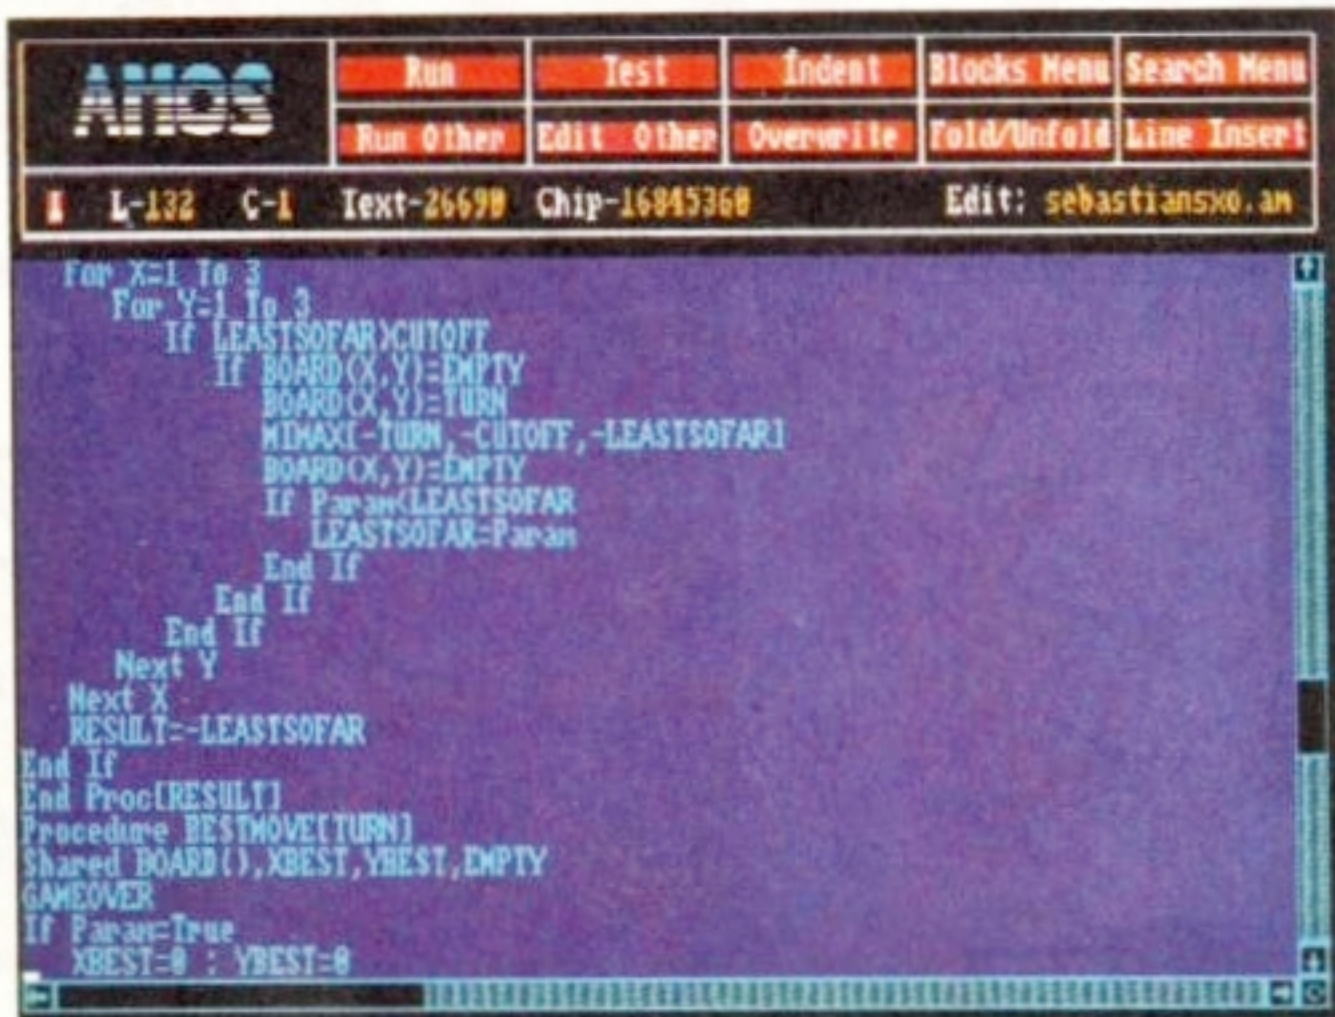 AMOS
Run Test Indent Blocks Menu Search Menu
Run Other Edit Other Overwrite Fold/Unfold Line Insert
I L-132 C-1 Text-26690 Chip-16845360 Edit: sebastiansxo.am
For X=1 To 3
For Y=1 To 3
If LEASTSOFAR>CUTOFF
If BOARD(X,Y)=EMPTY
BOARD(X,Y)=TURN
MIMAX[-TURN,-CUTOFF,-LEASTSOFAR]
BOARD(X,Y)=EMPTY
If Param<LEASTSOFAR
LEASTSOFAR=Param
End If
End If
End If
Next Y
Next X
RESULT=-LEASTSOFAR
End If
End Proc[RESULT]
Procedure BESTMOVE[TURN]
Shared BOARD(),XBEST,YBEST,EMPTY
GAMEOVER
If Param=True
XBEST=0 : YBEST=0